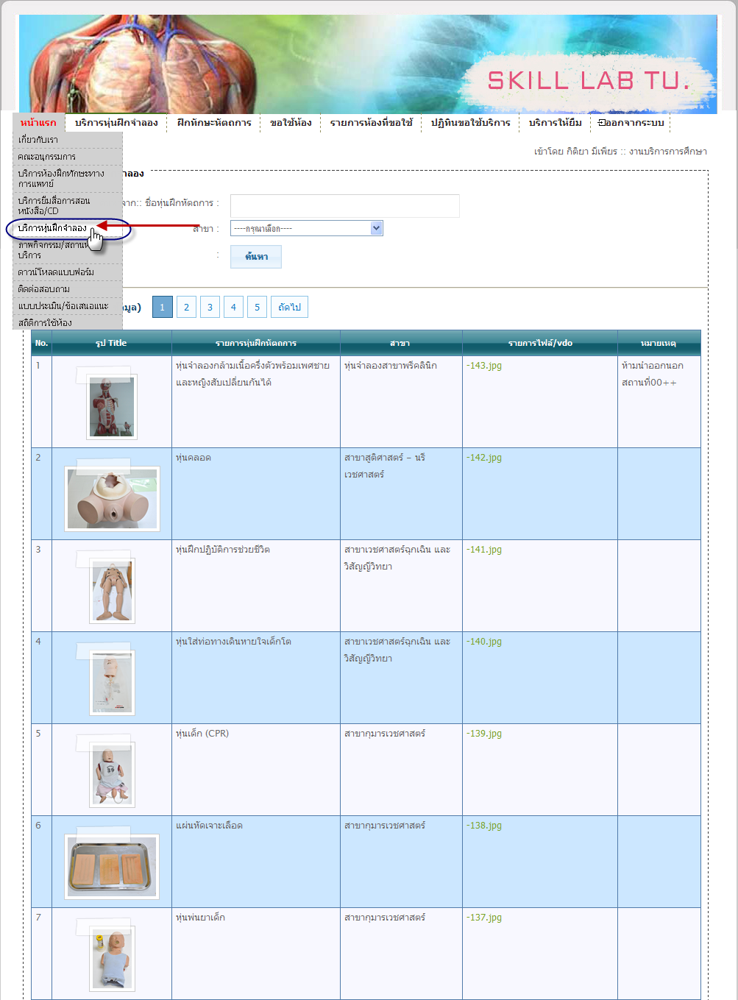 SKILL LAB TU.
หน้าแรก บริการหุ่นฝึกจำลอง ฝึกทักษะหัตถการ ขอใช้ห้อง รายการห้องที่ขอใช้ ปฏิทินขอใช้บริการ บริการให้ยืม ออกจากระบบ
เข้าโดย กิติยา มีเพียร :: งานบริการการศึกษา
เกี่ยวกับเรา
คณะอนุกรรมการ
บริการห้องฝึกทักษะทาง
การแพทย์
บริการยืมสื่อการสอน
หนังสือ/CD
บริการหุ่นฝึกจำลอง
ภาพกิจกรรม/สถานที่
บริการ
ดาวน์โหลดแบบฟอร์ม
ติดต่อสอบถาม
แบบประเมิน/ข้อเสนอแนะ
สถิติการใช้ห้อง
จำลอง
จาก:: ชื่อหุ่นฝึกหัตถการ :
สาขา : ----กรุณาเลือก----
: ค้นหา
มูล) 1 2 3 4 5 ถัดไป
No. รูป Title รายการหุ่นฝึกหัตถการ สาขา รายการไฟล์/vdo หมายเหตุ
1 หุ่นจำลองกล้ามเนื้อครึ่งตัวพร้อมเพศชาย หุ่นจำลองสาขาพรีคลินิก -143.jpg ห้ามนำออกนอก
และหญิงสับเปลี่ยนกันได้ สถานที่00++
2 หุ่นคลอด สาขาสูติศาสตร์ – นรี -142.jpg
เวชศาสตร์
3 หุ่นฝึกปฏิบัติการช่วยชีวิต สาขาเวชศาสตร์ฉุกเฉิน และ -141.jpg
วิสัญญีวิทยา
4 หุ่นใส่ท่อทางเดินหายใจเด็กโต สาขาเวชศาสตร์ฉุกเฉิน และ -140.jpg
วิสัญญีวิทยา
5 หุ่นเด็ก (CPR) สาขากุมารเวชศาสตร์ -139.jpg
6 แผ่นหัดเจาะเลือด สาขากุมารเวชศาสตร์ -138.jpg
7 หุ่นพ่นยาเด็ก สาขากุมารเวชศาสตร์ -137.jpg